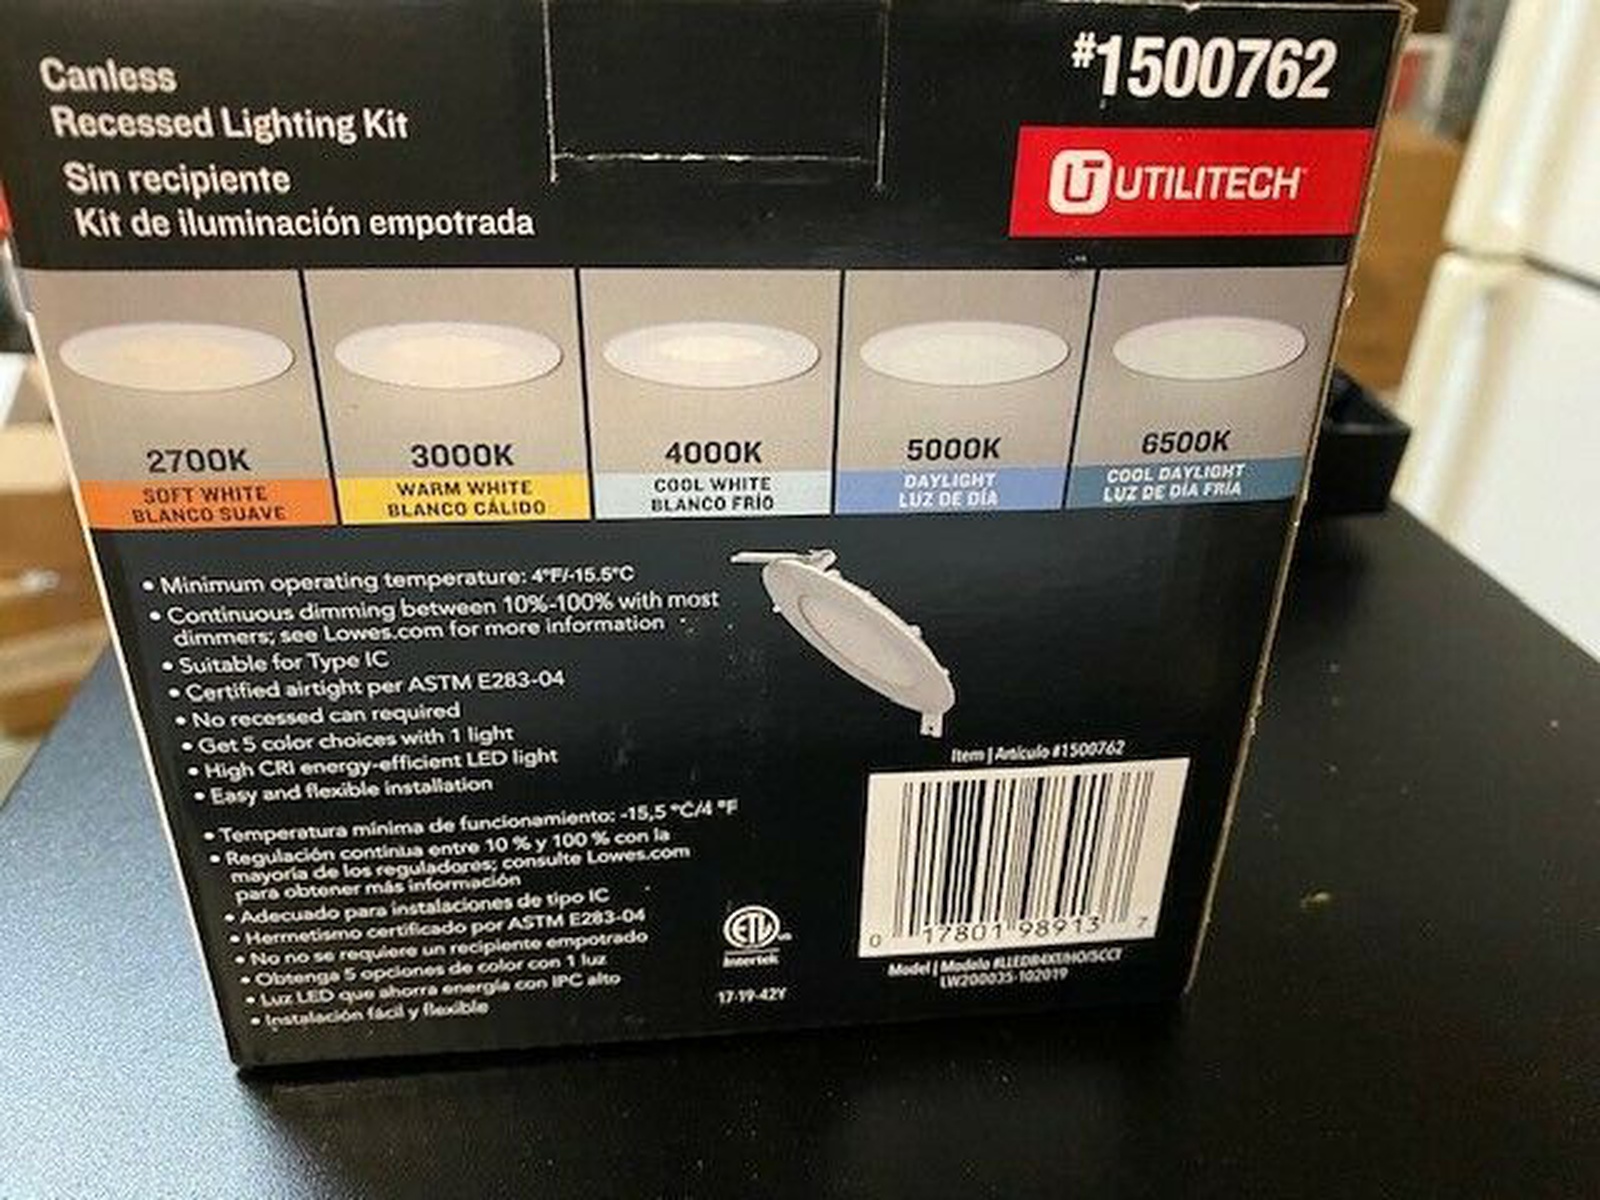 Canless
Recessed Lighting Kit
Sin recipiente
Kit de iluminación empotrada
#1500762
UTILITECH
2700K
SOFT WHITE
BLANCO SUAVE
3000K
WARM WHITE
BLANCO CÁLIDO
4000K
COOL WHITE
BLANCO FRÍO
5000K
DAYLIGHT
LUZ DE DÍA
6500K
COOL DAYLIGHT
LUZ DE DÍA FRÍA
• Minimum operating temperature: 4°F/-15.5°C
• Continuous dimming between 10%-100% with most
dimmers; see Lowes.com for more information
• Suitable for Type IC
• Certified airtight per ASTM E283-04
• No recessed can required
• Get 5 color choices with 1 light
• High CRI energy-efficient LED light
• Easy and flexible installation
• Temperatura mínima de funcionamiento: -15,5 °C/4 °F
• Regulación continua entre 10 % y 100 % con la
mayoría de los reguladores; consulte Lowes.com
para obtener más información
• Adecuado para instalaciones de tipo IC
• Hermetismo certificado por ASTM E283-04
• No no se requiere un recipiente empotrado
• Obtenga 5 opciones de color con 1 luz
• Luz LED que ahorra energía con IPC alto
• Instalación fácil y flexible
ETL
US
Intertek
17-19-42Y
Item | Artículo #1500762
0 17801 98913 7
Model | Modelo
LW200035-102019